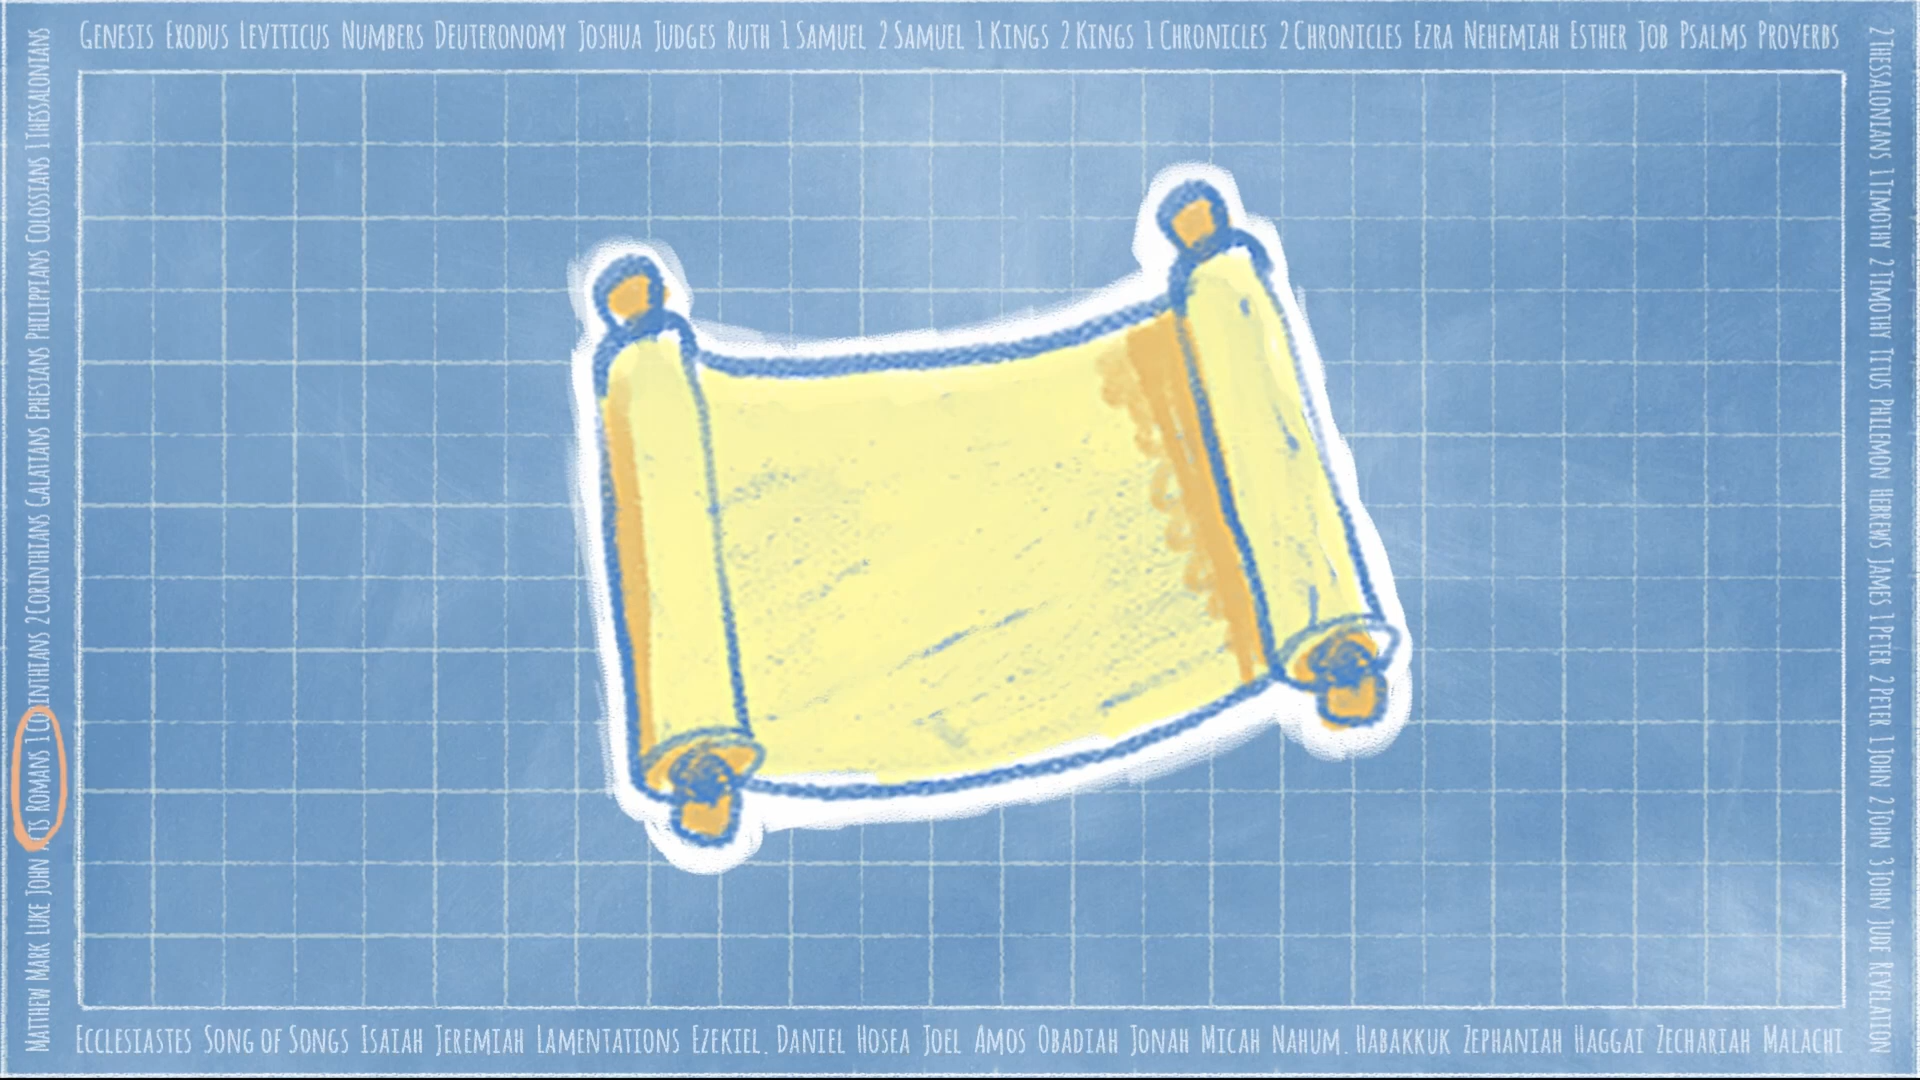 Genesis Exodus Leviticus Numbers Deuteronomy Joshua Judges Ruth 1 Samuel 2 Samuel 1 Kings 2 Kings 1 Chronicles 2 Chronicles Ezra Nehemiah Esther Job Psalms Proverbs
Ecclesiastes Song of Songs Isaiah Jeremiah Lamentations Ezekiel. Daniel Hosea Joel Amos Obadiah Jonah Micah Nahum. Habakkuk Zephaniah Haggai Zechariah Malachi
Matthew Mark Luke John Acts Romans 1 Corinthians 2 Corinthians Galatians Ephesians Philippians Colossians 1 Thessalonians
2 Thessalonians 1 Timothy 2 Timothy Titus Philemon Hebrews James 1 Peter 2 Peter 1 John 2 John 3 John Jude Revelation